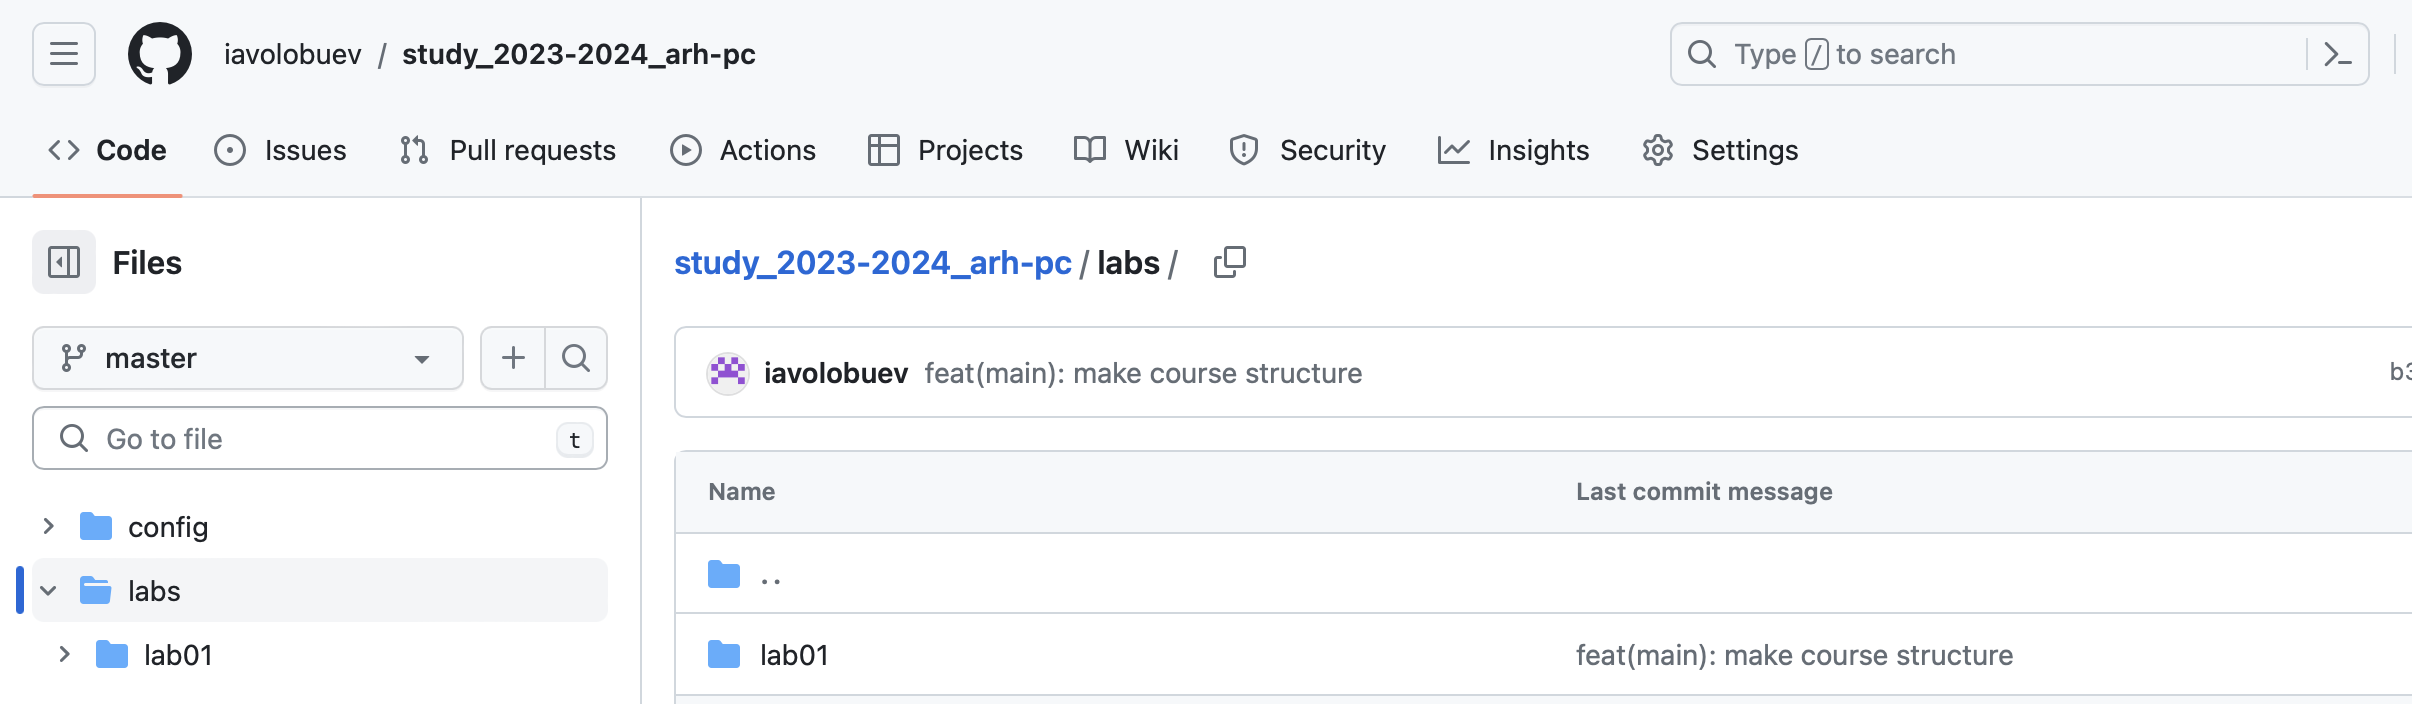 iavolobuev / study_2023-2024_arh-pc
Type / to search
Code Issues Pull requests Actions Projects Wiki Security Insights Settings
Files
study_2023-2024_arh-pc / labs /
master
iavolobuev feat(main): make course structure
b3
Go to file t
Name Last commit message
config
..
labs
lab01
lab01 feat(main): make course structure